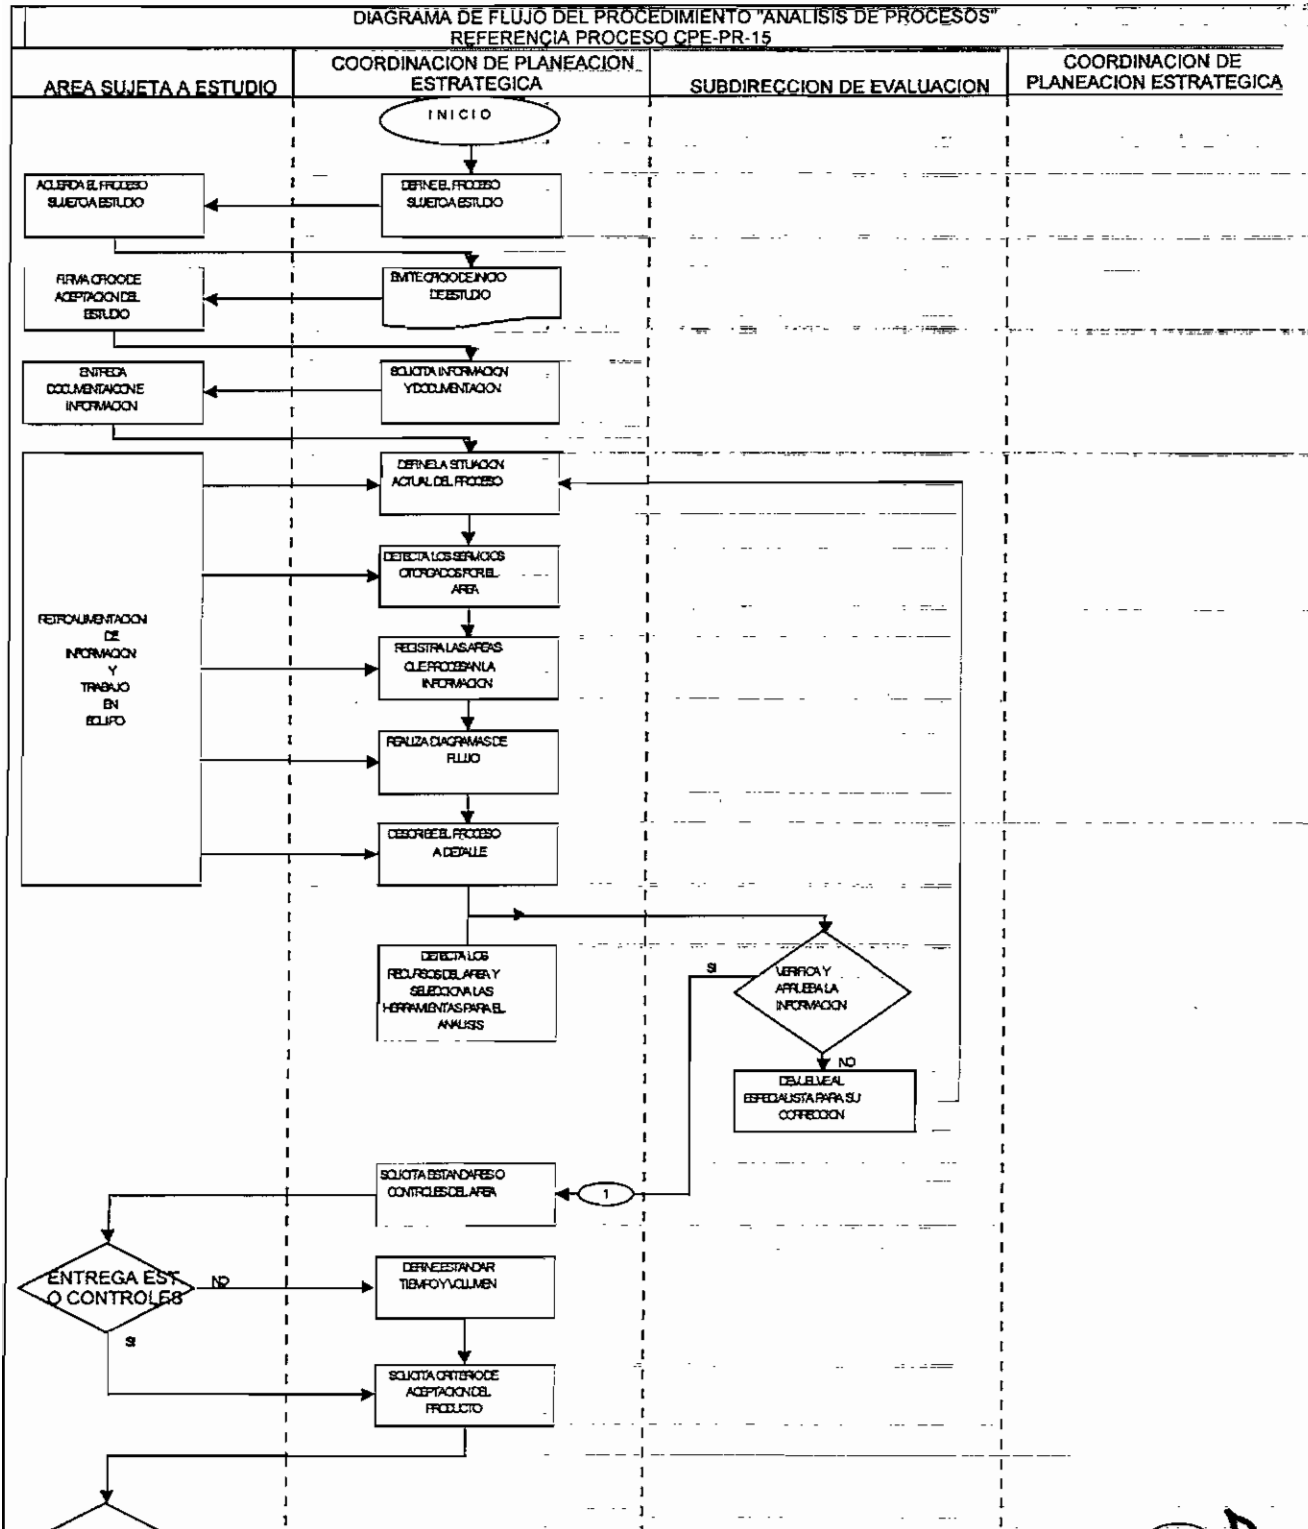 DIAGRAMA DE FLUJO DEL PROCEDIMIENTO "ANALISIS DE PROCESOS"
REFERENCIA PROCESO CPE-PR-15
AREA SUJETA A ESTUDIO
COORDINACION DE PLANEACION
ESTRATEGICA
SUBDIRECCION DE EVALUACION
COORDINACION DE
PLANEACION ESTRATEGICA
INICIO
ACUERDA EL PROCESO
SUJETO A ESTUDIO
DEFINE EL PROCESO
SUJETO A ESTUDIO
FIRMA OFICIO DE
ACEPTACION DEL
ESTUDIO
EMITE OFICIO DE INICIO
DE ESTUDIO
ENTREGA
DOCUMENTAICON E
INFORMACION
SOLICITA INFORMACION
Y DOCUMENTACION
RETROALIMENTACION
DE
INFORMACION
Y
TRABAJO
EN
EQUIPO
DEFINE LA SITUACION
ACTUAL DEL PROCESO
DETECTA LOS SERVICIOS
OTORGADOS POR EL
AREA
REGISTRA LAS AREAS
QUE PROCESAN LA
INFORMACION
REALIZA DIAGRAMAS DE
FLUJO
DESCRIBE EL PROCESO
A DETALLE
DETECTA LOS
RECURSOS DEL AREA Y
SELECCIONA LAS
HERRAMIENTAS PARA EL
ANALISIS
SI
VERIFICA Y
APRUEBA LA
INFORMACION
NO
DEVUELVE AL
ESPECIALISTA PARA SU
CORRECCION
SOLICITA ESTANDARES O
CONTROLES DEL AREA
1
ENTREGA EST
O CONTROLES
NO
SI
DEFINE ESTANDAR
TIEMPO Y VOLUMEN
SOLICITA CRITERIO DE
ACEPTACION DEL
PRODUCTO